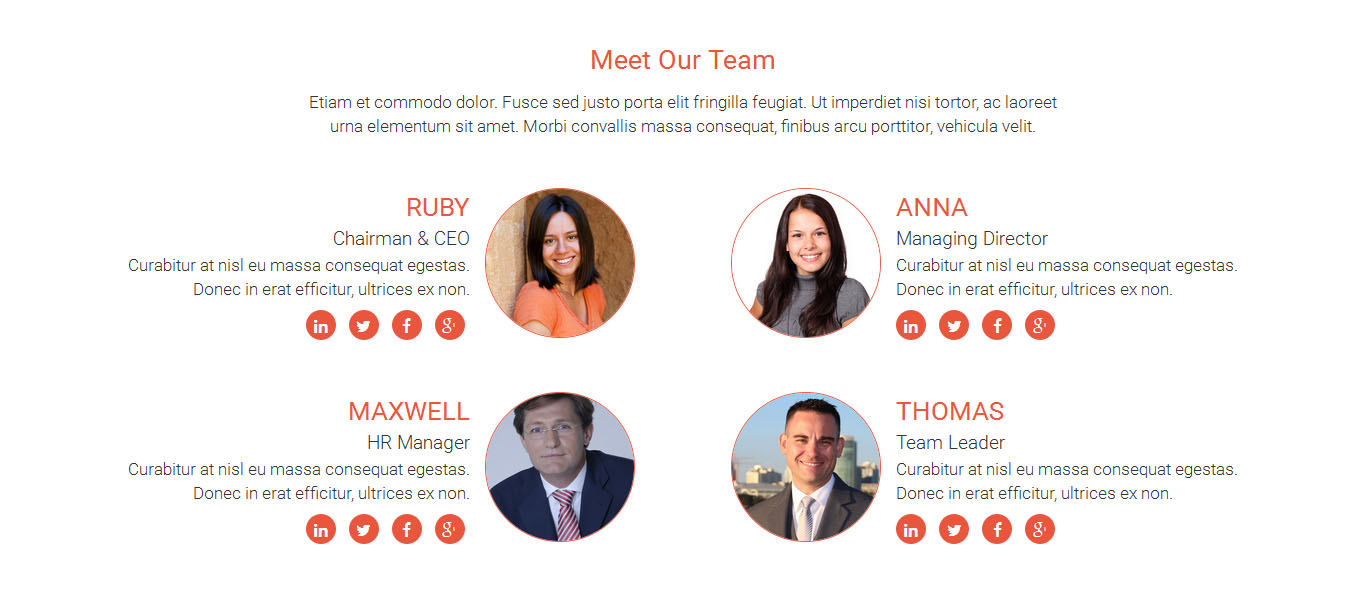 Meet Our Team
Etiam et commodo dolor. Fusce sed justo porta elit fringilla feugiat. Ut imperdiet nisi tortor, ac laoreet
urna elementum sit amet. Morbi convallis massa consequat, finibus arcu porttitor, vehicula velit.
RUBY
Chairman & CEO
Curabitur at nisl eu massa consequat egestas.
Donec in erat efficitur, ultrices ex non.
ANNA
Managing Director
Curabitur at nisl eu massa consequat egestas.
Donec in erat efficitur, ultrices ex non.
MAXWELL
HR Manager
Curabitur at nisl eu massa consequat egestas.
Donec in erat efficitur, ultrices ex non.
THOMAS
Team Leader
Curabitur at nisl eu massa consequat egestas.
Donec in erat efficitur, ultrices ex non.